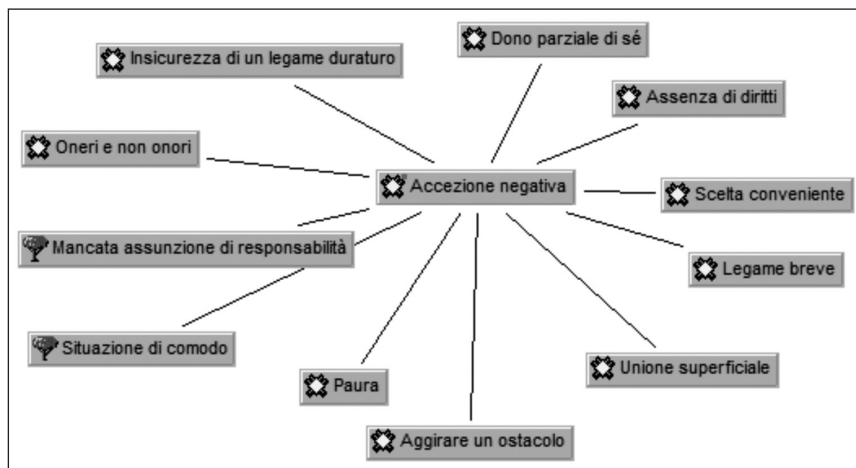 Dono parziale di sé
Insicurezza di un legame duraturo
Assenza di diritti
Oneri e non onori
Accezione negativa
Scelta conveniente
Mancata assunzione di responsabilità
Legame breve
Situazione di comodo
Unione superficiale
Paura
Aggirare un ostacolo